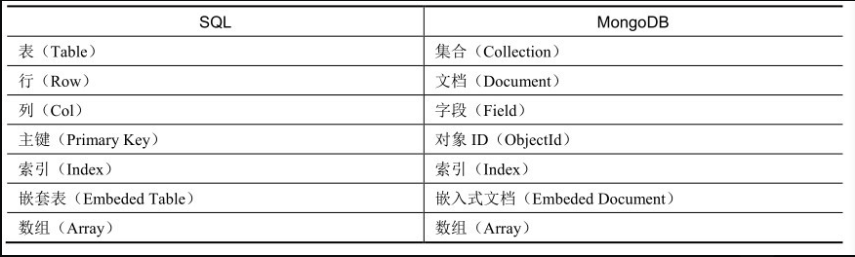 SQL MongoDB
表（Table） 集合（Collection）
行（Row） 文档（Document）
列（Col） 字段（Field）
主键（Primary Key） 对象 ID（ObjectId）
索引（Index） 索引（Index）
嵌套表（Embeded Table） 嵌入式文档（Embeded Document）
数组（Array） 数组（Array）